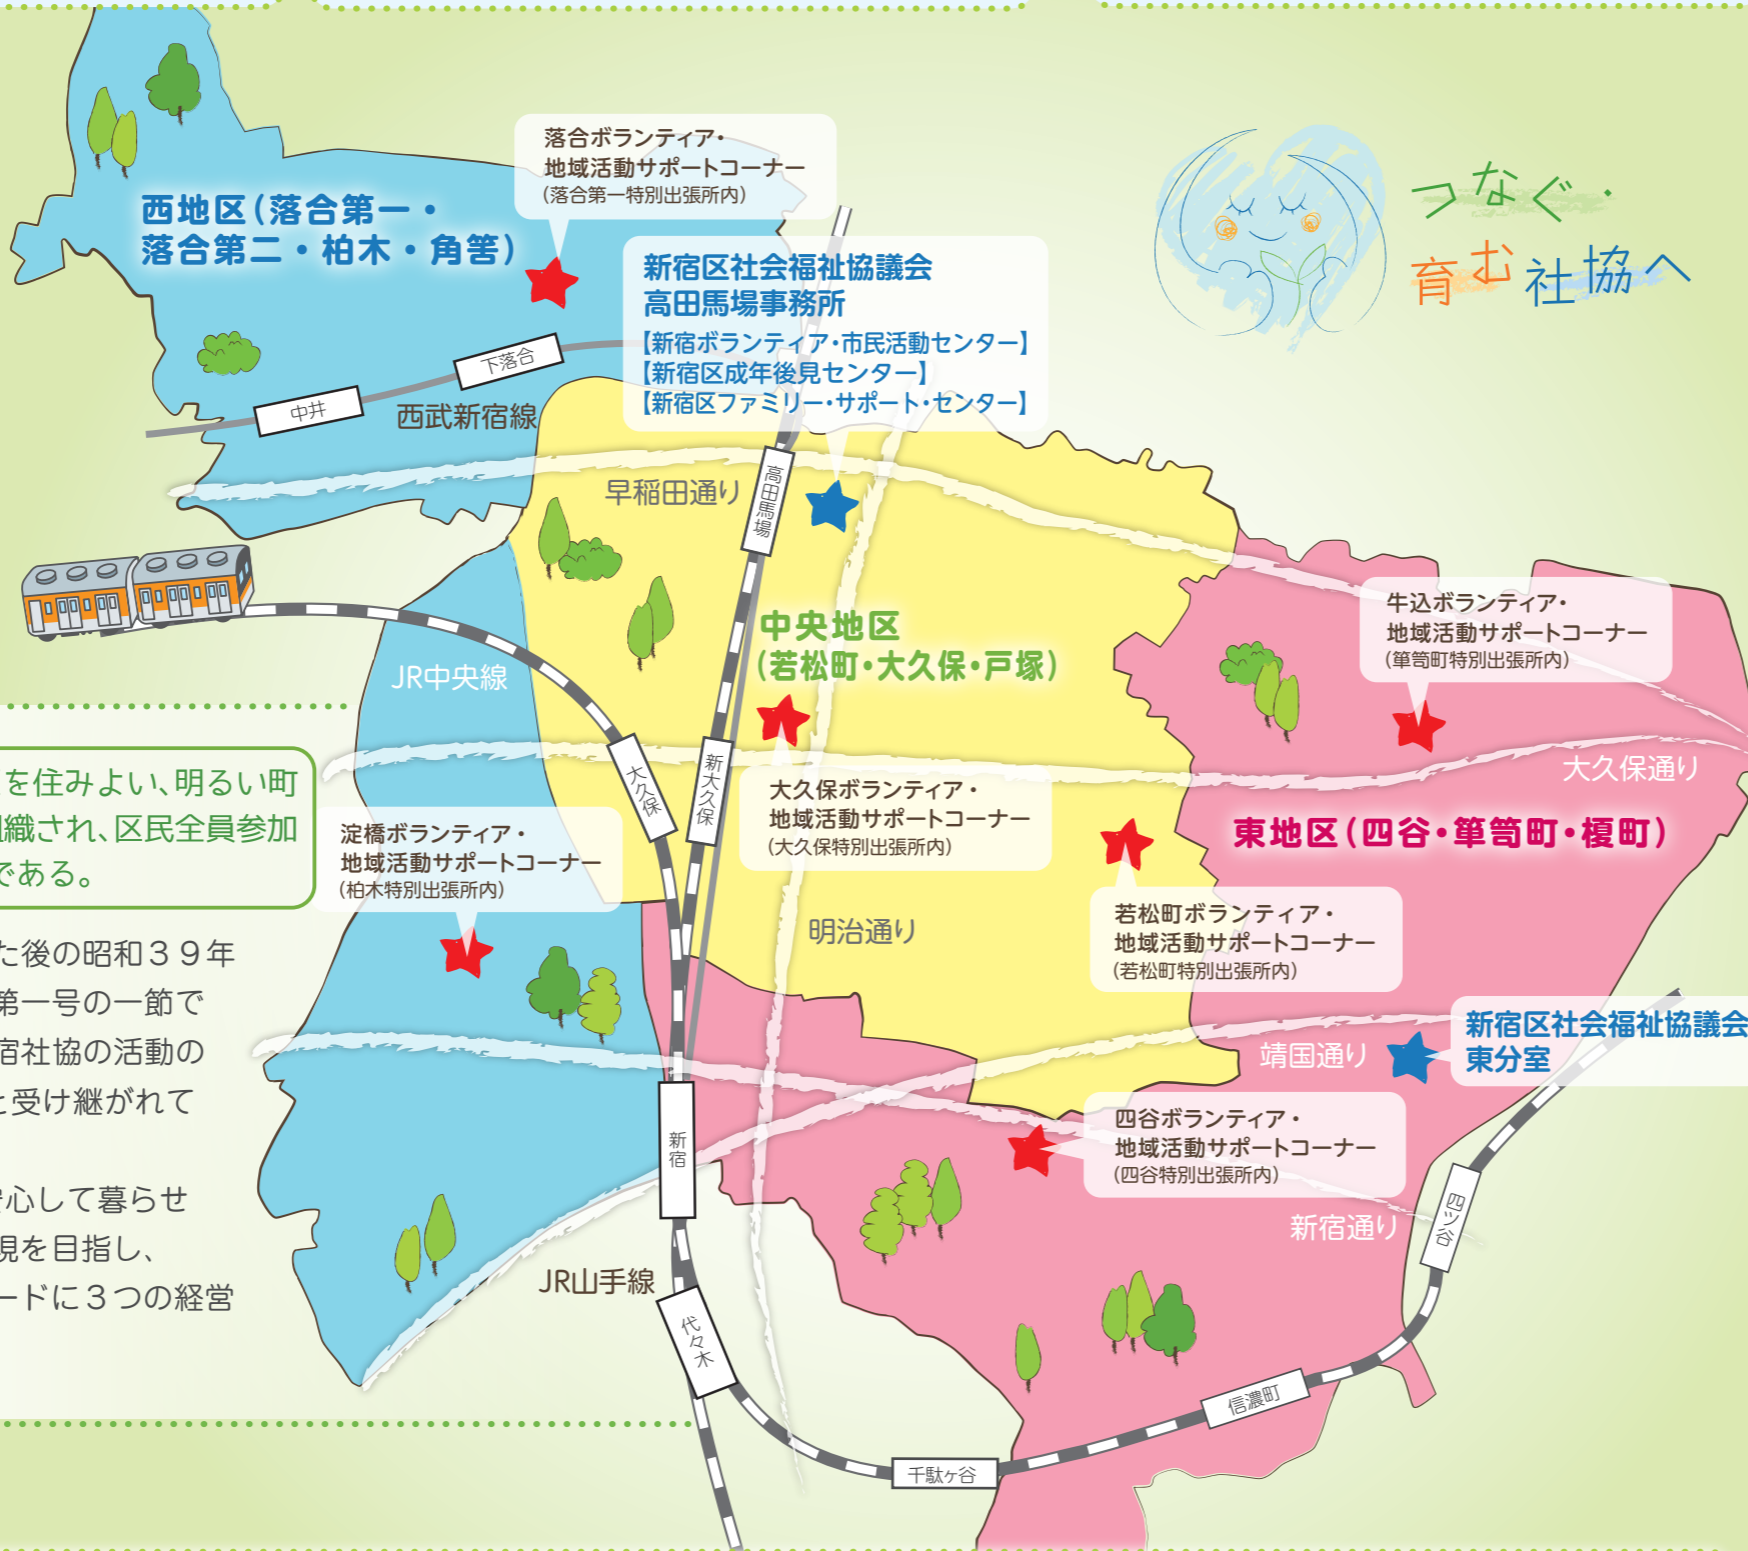 つなぐ・
育む社協へ
落合ボランティア・
地域活動サポートコーナー
(落合第一特別出張所内)
西地区(落合第一・
落合第二・柏木・角筈)
新宿区社会福祉協議会
高田馬場事務所
【新宿ボランティア・市民活動センター】
【新宿区成年後見センター】
【新宿区ファミリー・サポート・センター】
下落合
中井
西武新宿線
早稲田通り
高田馬場
中央地区
(若松町・大久保・戸塚)
牛込ボランティア・
地域活動サポートコーナー
(箪笥町特別出張所内)
JR中央線
大久保
新大久保
大久保通り
大久保ボランティア・
地域活動サポートコーナー
(大久保特別出張所内)
東地区(四谷・箪笥町・榎町)
淀橋ボランティア・
地域活動サポートコーナー
(柏木特別出張所内)
明治通り
若松町ボランティア・
地域活動サポートコーナー
(若松町特別出張所内)
新宿区社会福祉協議会
東分室
靖国通り
四谷ボランティア・
地域活動サポートコーナー
(四谷特別出張所内)
新宿
新宿通り
四ツ谷
JR山手線
代々木
信濃町
千駄ヶ谷
を住みよい、明るい町
織され、区民全員参加
である。
た後の昭和39年
第一号の一節で
宿社協の活動の
と受け継がれて
心して暮らせ
現を目指し、
ードに3つの経営